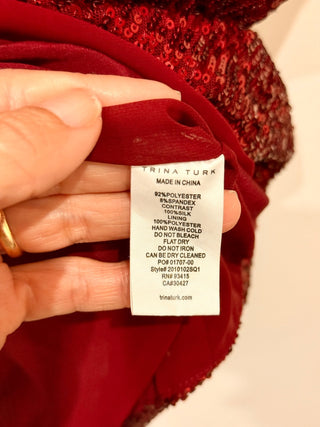 TRINA TURK
MADE IN CHINA
92%POLYESTER
8%SPANDEX
CONTRAST
100%SILK
LINING
100%POLYESTER
HAND WASH COLD
DO NOT BLEACH
FLAT DRY
DO NOT IRON
CAN BE DRY CLEANED
PO# 01707-00
Style# 2010102SQ1
RN# 93415
CA#30427
trinaturk.com